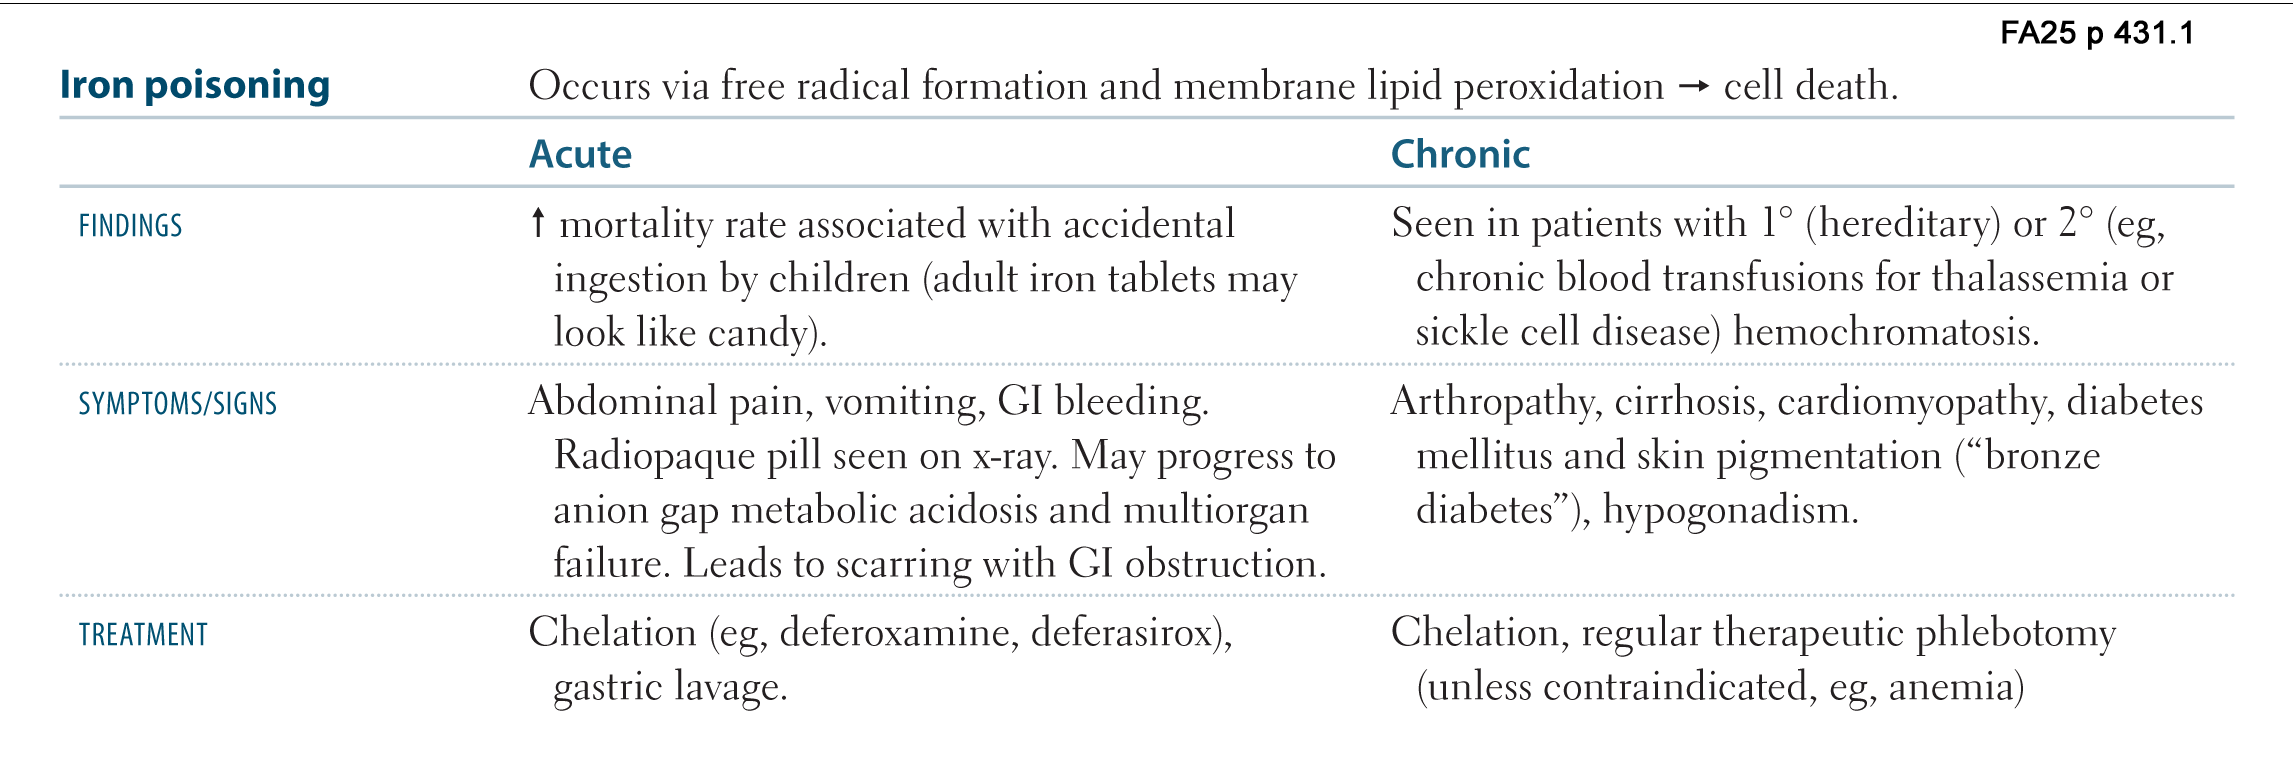 FA25 p 431.1
Iron poisoning
Occurs via free radical formation and membrane lipid peroxidation → cell death.
Acute
Chronic
FINDINGS
↑ mortality rate associated with accidental
ingestion by children (adult iron tablets may
look like candy).
Seen in patients with 1° (hereditary) or 2° (eg,
chronic blood transfusions for thalassemia or
sickle cell disease) hemochromatosis.
SYMPTOMS/SIGNS
Abdominal pain, vomiting, GI bleeding.
Radiopaque pill seen on x-ray. May progress to
anion gap metabolic acidosis and multiorgan
failure. Leads to scarring with GI obstruction.
Arthropathy, cirrhosis, cardiomyopathy, diabetes
mellitus and skin pigmentation (“bronze
diabetes”), hypogonadism.
TREATMENT
Chelation (eg, deferoxamine, deferasirox),
gastric lavage.
Chelation, regular therapeutic phlebotomy
(unless contraindicated, eg, anemia)